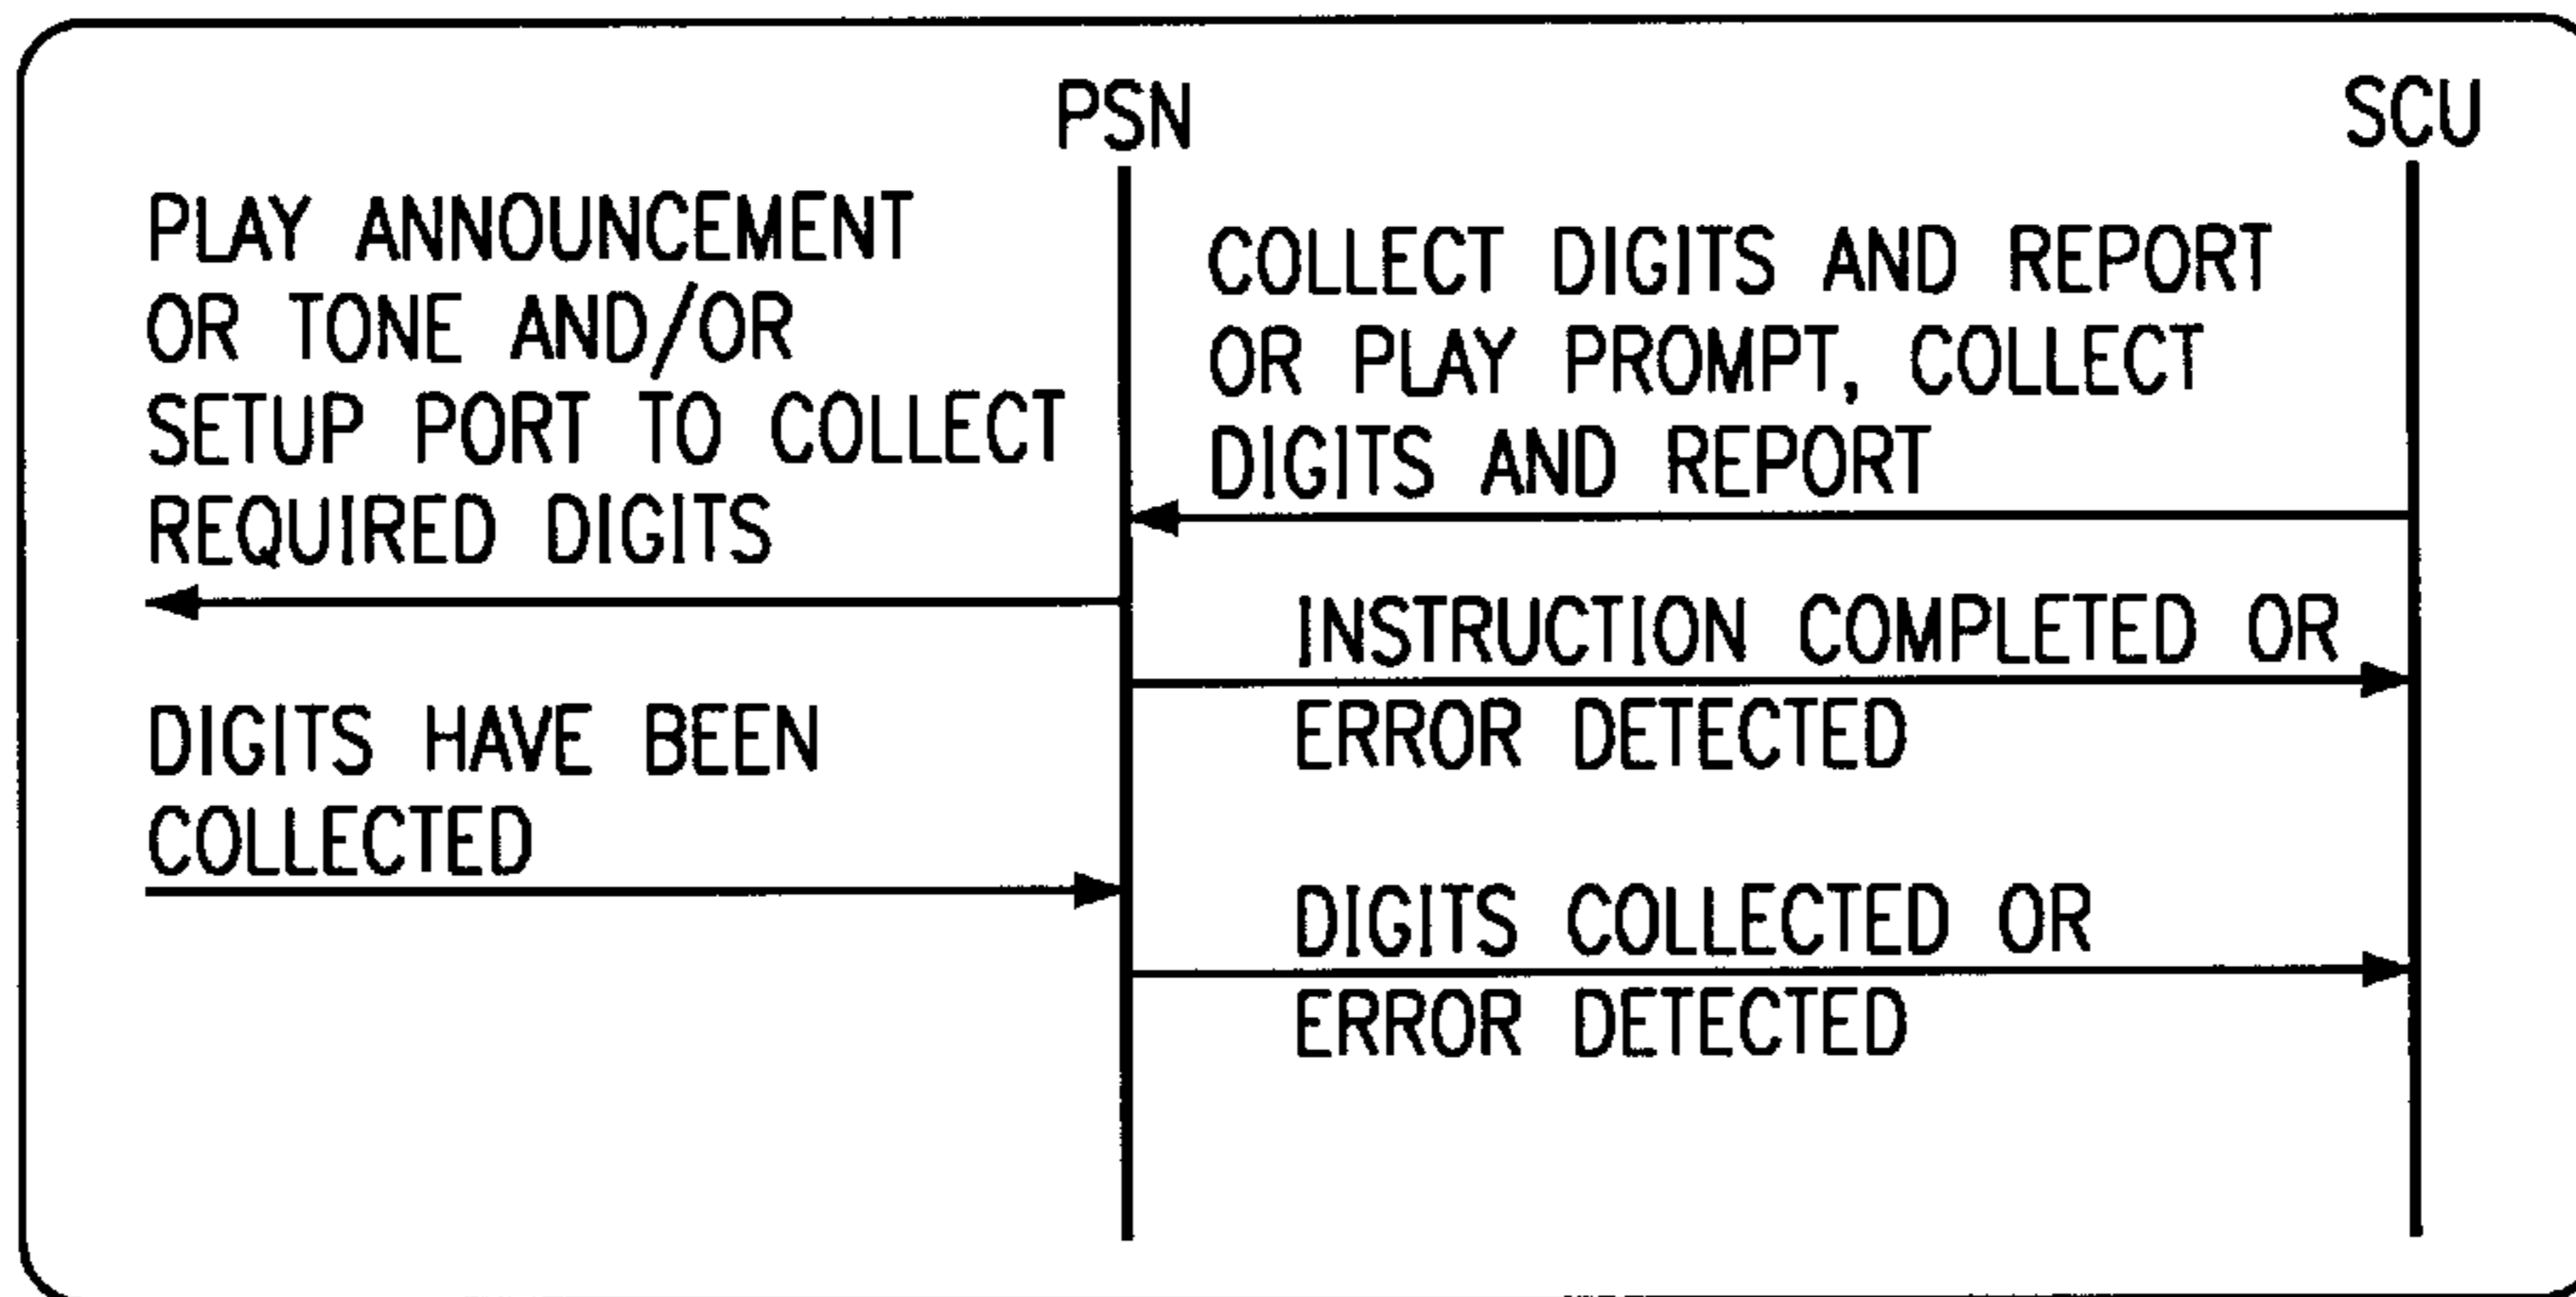 PSN
SCU
PLAY ANNOUNCEMENT
OR TONE AND/OR
SETUP PORT TO COLLECT
REQUIRED DIGITS
COLLECT DIGITS AND REPORT
OR PLAY PROMPT, COLLECT
DIGITS AND REPORT
INSTRUCTION COMPLETED OR
ERROR DETECTED
DIGITS HAVE BEEN
COLLECTED
DIGITS COLLECTED OR
ERROR DETECTED